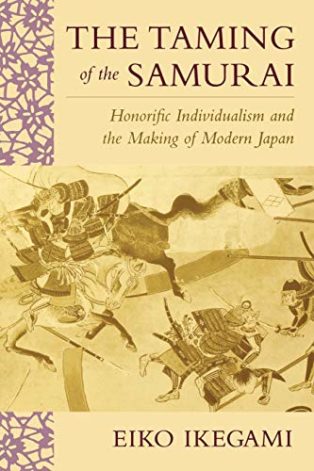 THE TAMING
of the SAMURAI
Honorific Individualism and
the Making of Modern Japan
EIKO IKEGAMI